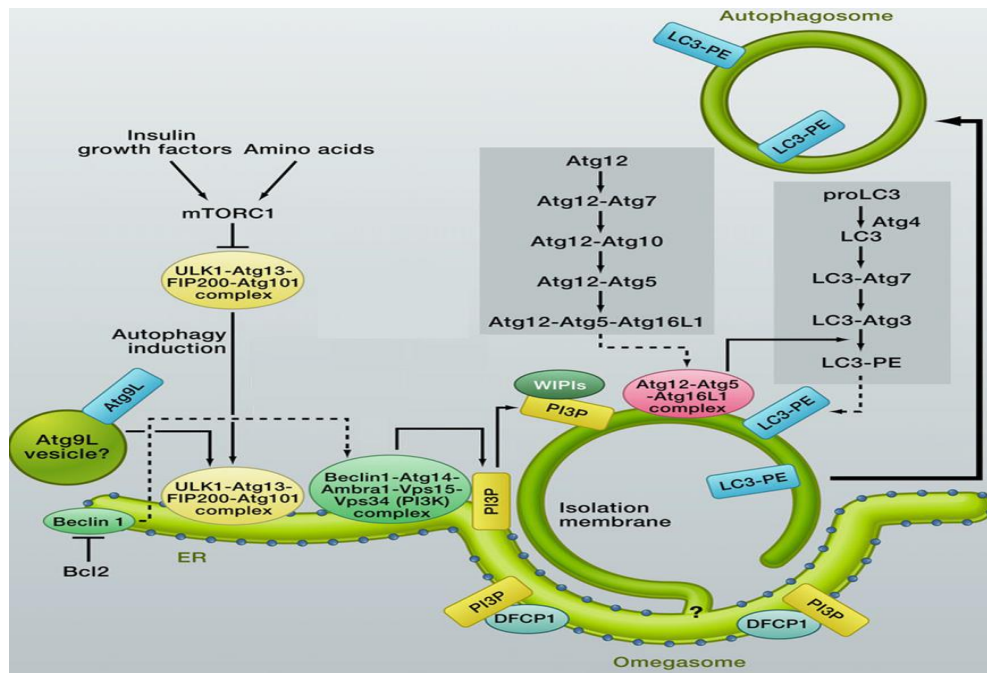 Autophagosome
LC3-PE
LC3-PE
Insulin
growth factors
Amino acids
mTORC1
ULK1-Atg13-
FIP200-Atg101
complex
Autophagy
induction
Atg12
Atg12-Atg7
Atg12-Atg10
Atg12-Atg5
Atg12-Atg5-Atg16L1
proLC3
Atg4
LC3
LC3-Atg7
LC3-Atg3
LC3-PE
Atg9L
Atg9L
vesicle?
ULK1-Atg13-
FIP200-Atg101
complex
Beclin1-Atg14-
Ambra1-Vps15-
Vps34 (PI3K)
complex
PI3P
WIPIs
PI3P
Atg12-Atg5
-Atg16L1
complex
LC3-PE
LC3-PE
Isolation
membrane
Beclin 1
Bcl2
ER
PI3P
DFCP1
?
PI3P
DFCP1
Omegasome